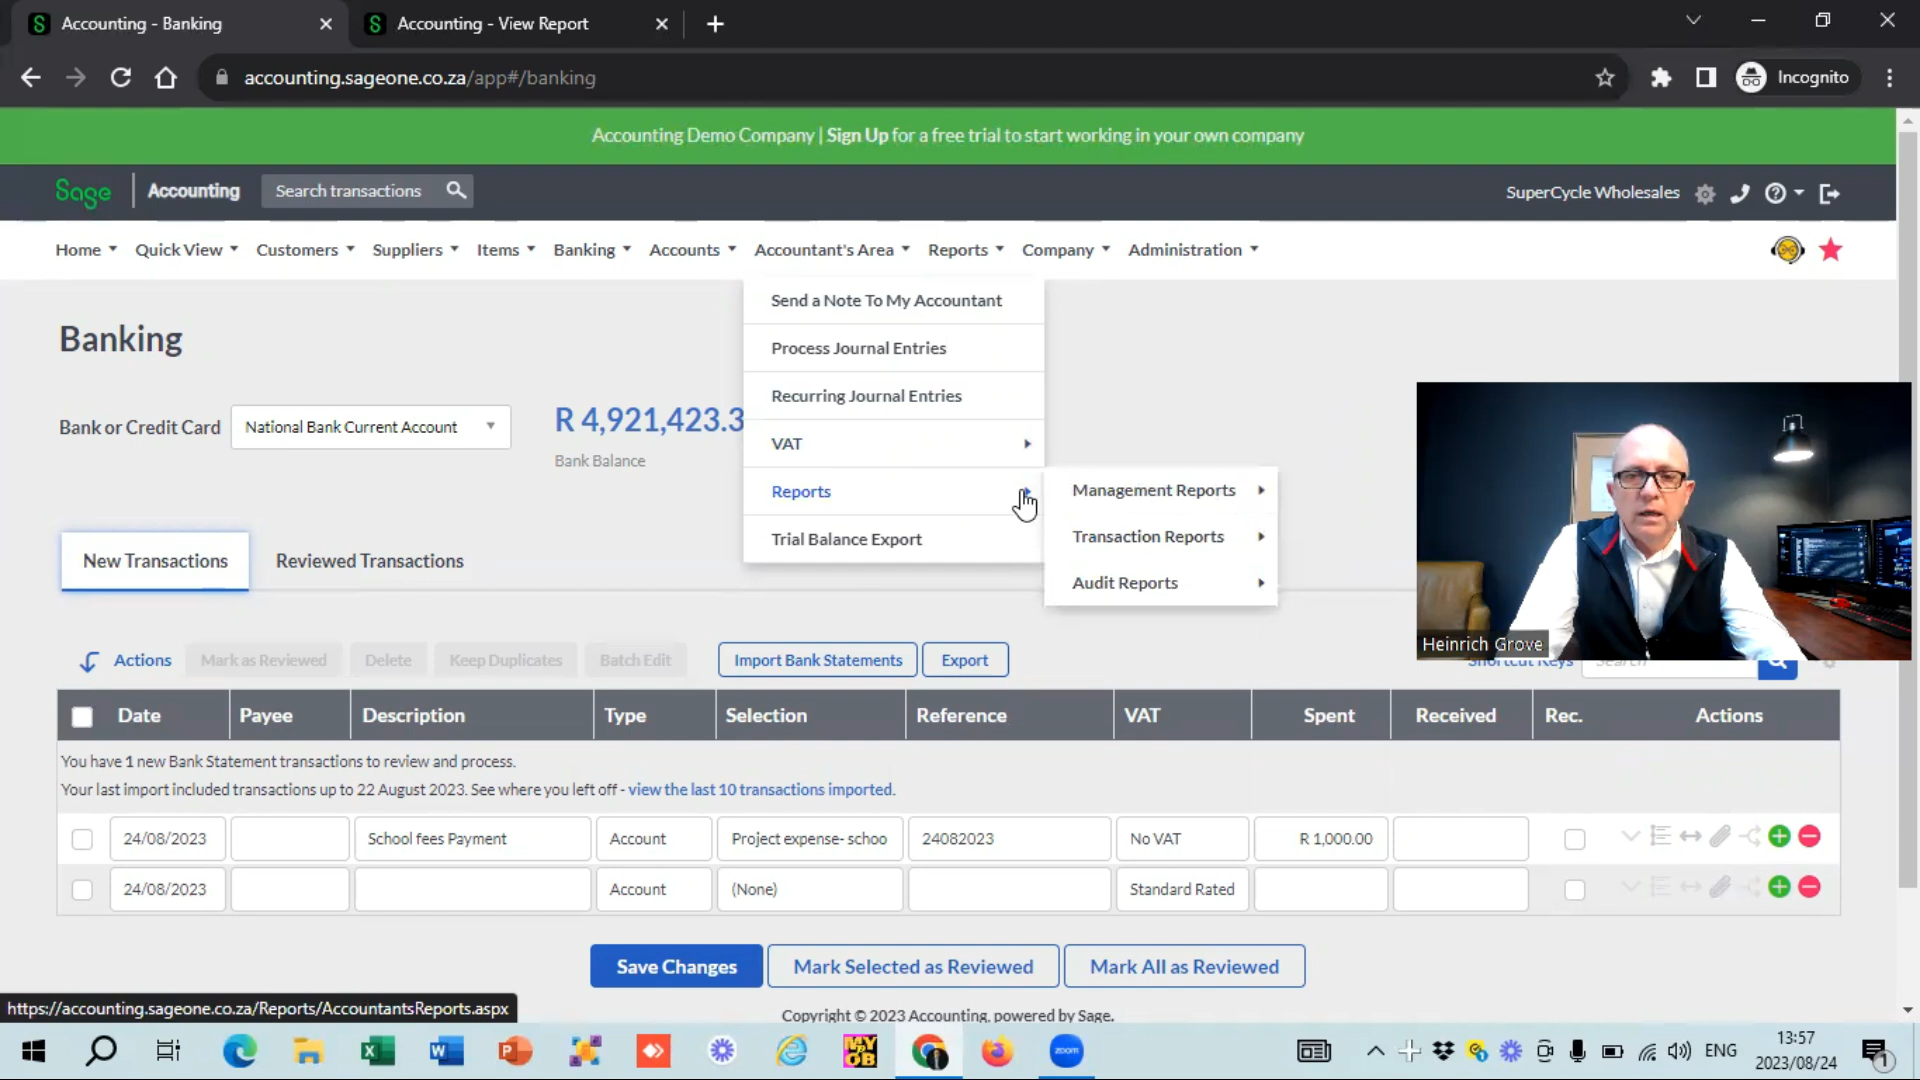 Accounting - Banking
Accounting - View Report
accounting.sageone.co.za/app#/banking
Incognito
Accounting Demo Company | Sign Up for a free trial to start working in your own company
Sage
Accounting
Search transactions
SuperCycle Wholesales
Home
Quick View
Customers
Suppliers
Items
Banking
Accounts
Accountant's Area
Reports
Company
Administration
Send a Note To My Accountant
Process Journal Entries
Recurring Journal Entries
VAT
Reports
Trial Balance Export
Management Reports
Transaction Reports
Audit Reports
Banking
Bank or Credit Card
National Bank Current Account
R 4,921,423.3
Bank Balance
Heinrich Grove
New Transactions
Reviewed Transactions
Actions
Mark as Reviewed
Delete
Keep Duplicates
Batch Edit
Import Bank Statements
Export
Shortcut Keys
Search
Date
Payee
Description
Type
Selection
Reference
VAT
Spent
Received
Rec.
Actions
You have 1 new Bank Statement transactions to review and process.
Your last import included transactions up to 22 August 2023. See where you left off - view the last 10 transactions imported.
24/08/2023
School fees Payment
Account
Project expense- schoo
24082023
No VAT
R 1,000.00
24/08/2023
Account
(None)
Standard Rated
Save Changes
Mark Selected as Reviewed
Mark All as Reviewed
https://accounting.sageone.co.za/Reports/AccountantsReports.aspx
Copyright © 2023 Accounting, powered by Sage.
MYOB
zoom
ENG
13:57
2023/08/24
1